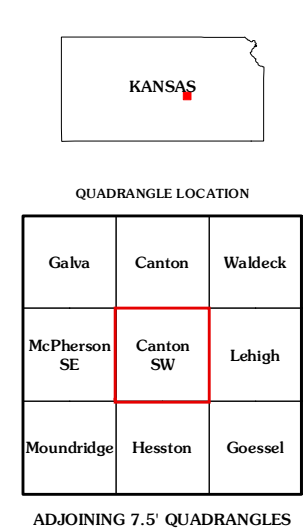 KANSAS
QUADRANGLE LOCATION
Galva Canton Waldeck
McPherson SE Canton SW Lehigh
Moundridge Hesston Goessel
ADJOINING 7.5' QUADRANGLES